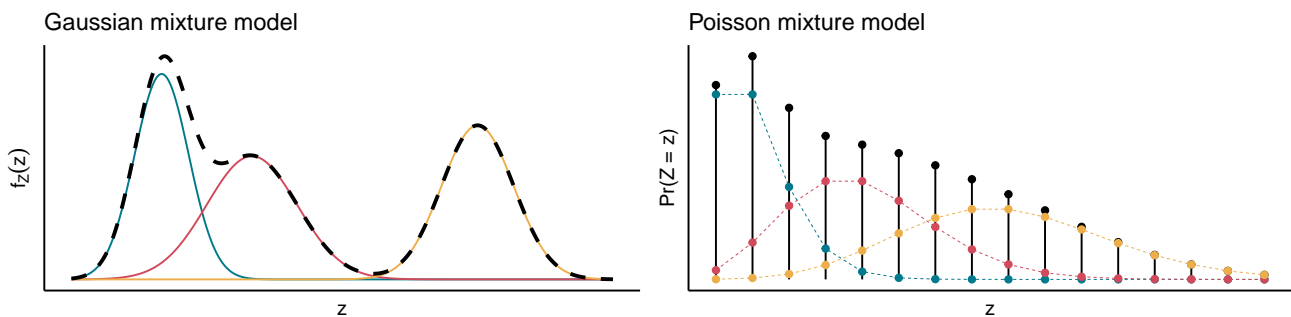 Gaussian mixture model
f_Z(z)
z
Poisson mixture model
Pr(Z = z)
z